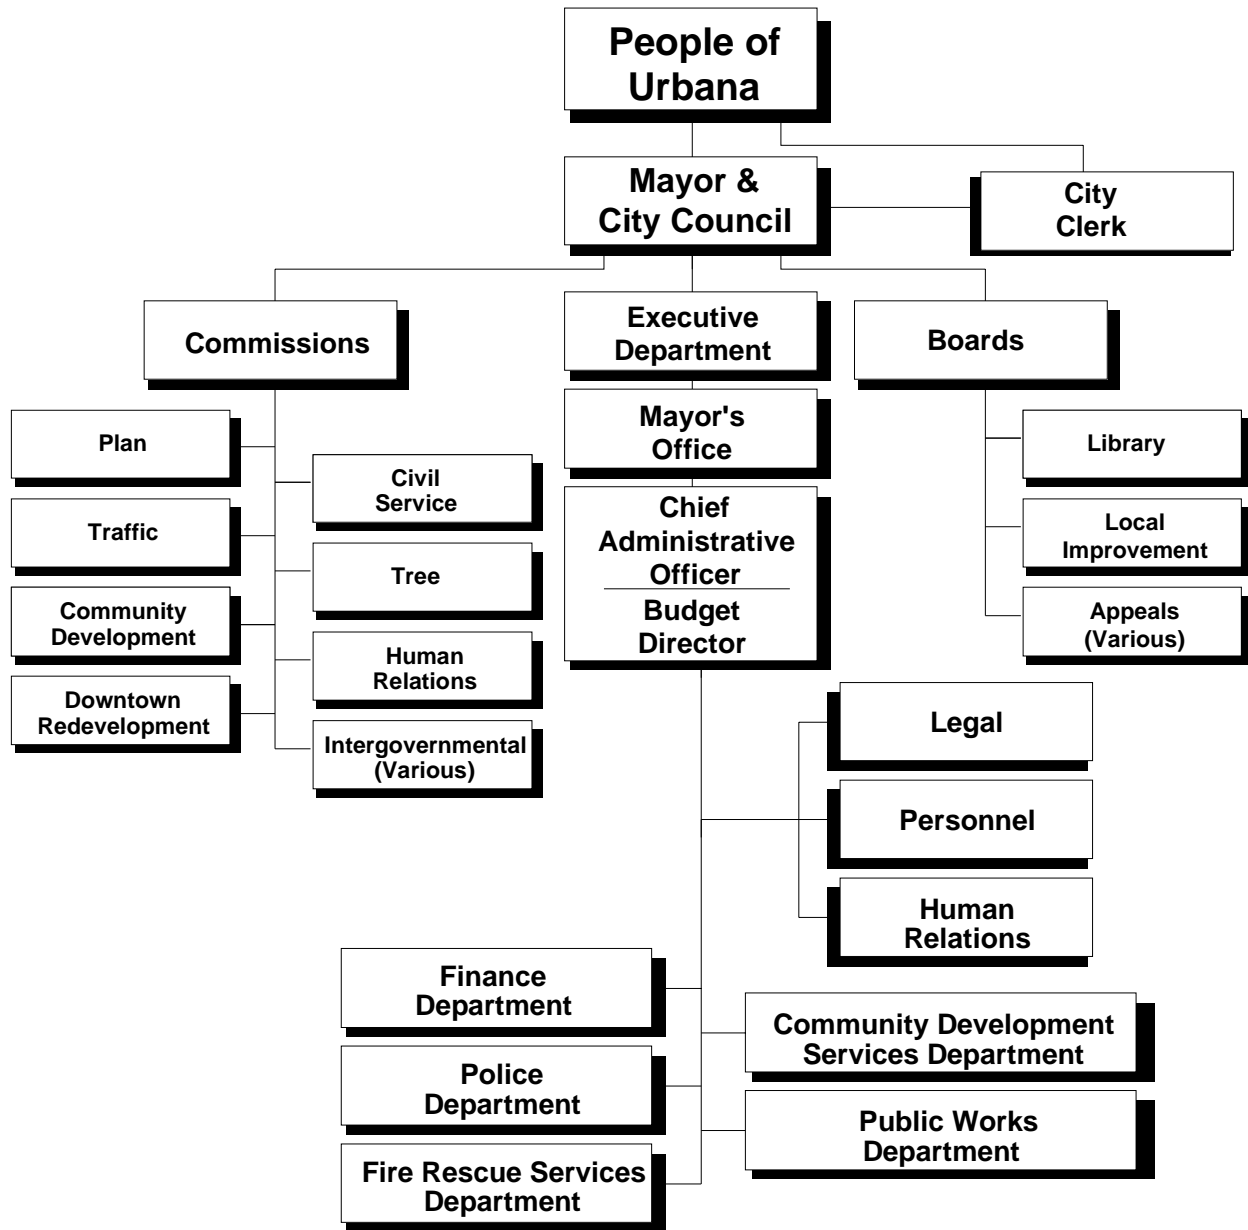 People of
Urbana
Mayor &
City Council
City
Clerk
Commissions
Executive
Department
Boards
Plan
Civil
Service
Traffic
Tree
Community
Development
Human
Relations
Downtown
Redevelopment
Intergovernmental
(Various)
Mayor's
Office
Chief
Administrative
Officer
Budget
Director
Library
Local
Improvement
Appeals
(Various)
Legal
Personnel
Human
Relations
Finance
Department
Community Development
Services Department
Police
Department
Public Works
Department
Fire Rescue Services
Department